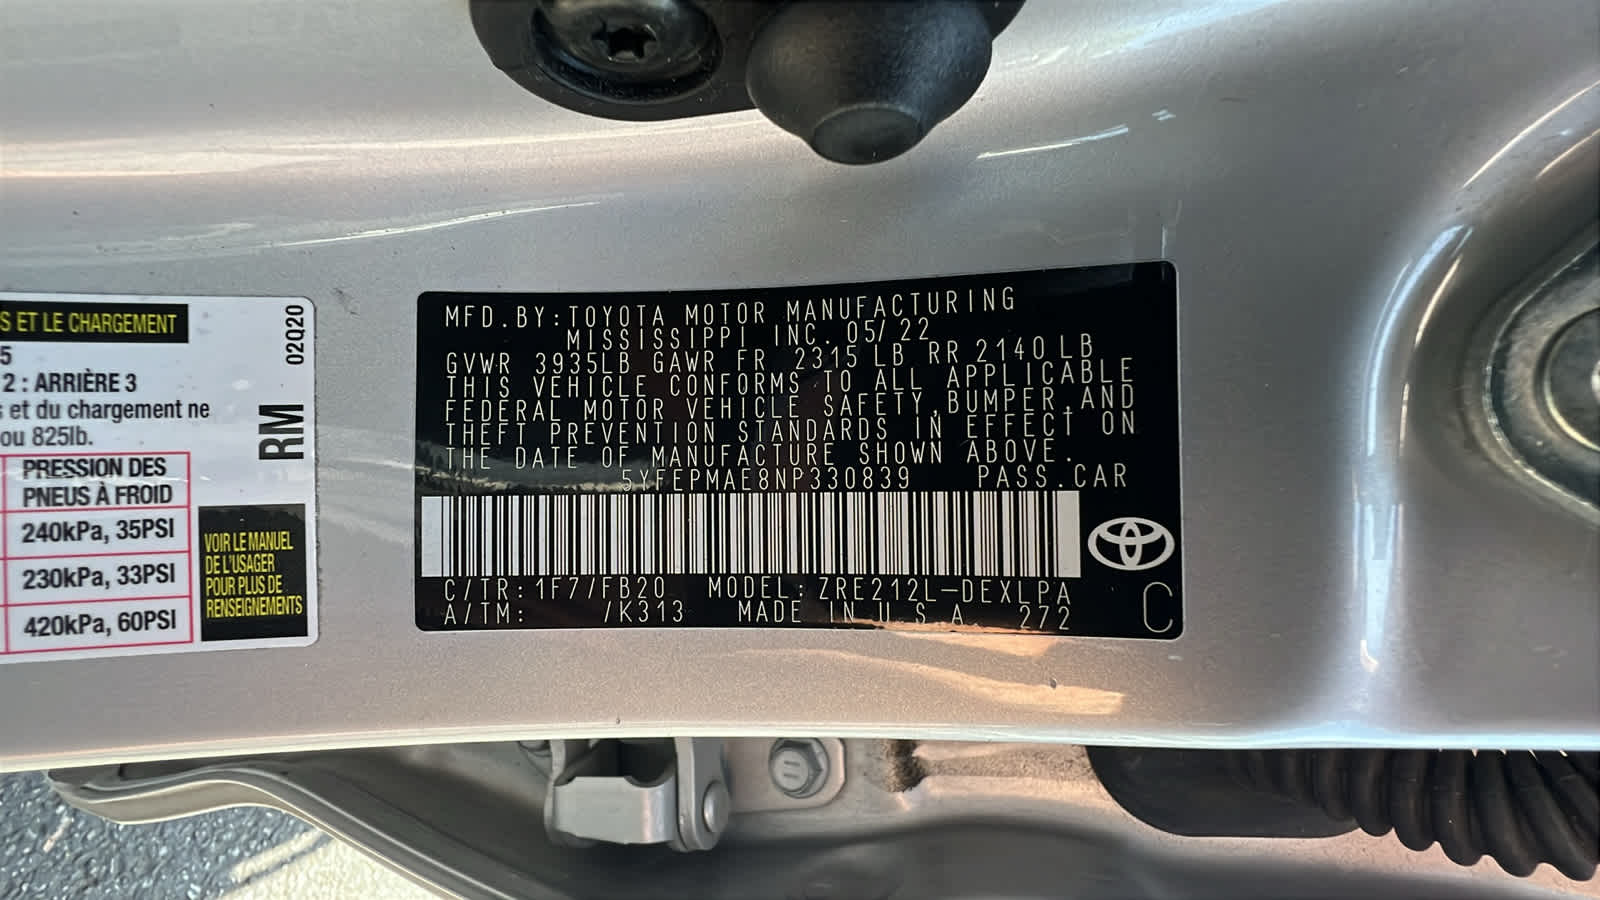 S ET LE CHARGEMENT
5
2 : ARRIÈRE 3
s et du chargement ne
ou 825lb.
PRESSION DES
PNEUS À FROID
240kPa, 35PSI
230kPa, 33PSI
420kPa, 60PSI
02Q20
RM
VOIR LE MANUEL
DE L'USAGER
POUR PLUS DE
RENSEIGNEMENTS
MFD.BY:TOYOTA MOTOR MANUFACTURING
MISSISSIPPI INC. 05/22
GVWR 3935LB GAWR FR 2315 LB RR 2140 LB
THIS VEHICLE CONFORMS TO ALL APPLICABLE
FEDERAL MOTOR VEHICLE SAFETY,BUMPER,AND
THEFT PREVENTION STANDARDS IN EFFECT ON
THE DATE OF MANUFACTURE SHOWN ABOVE.
5YFEPMAE8NP330839 PASS.CAR
C/TR:1F7/FB20 MODEL:ZRE212L-DEXLPA
A/TM: /K313 MADE IN U.S.A. 272
C